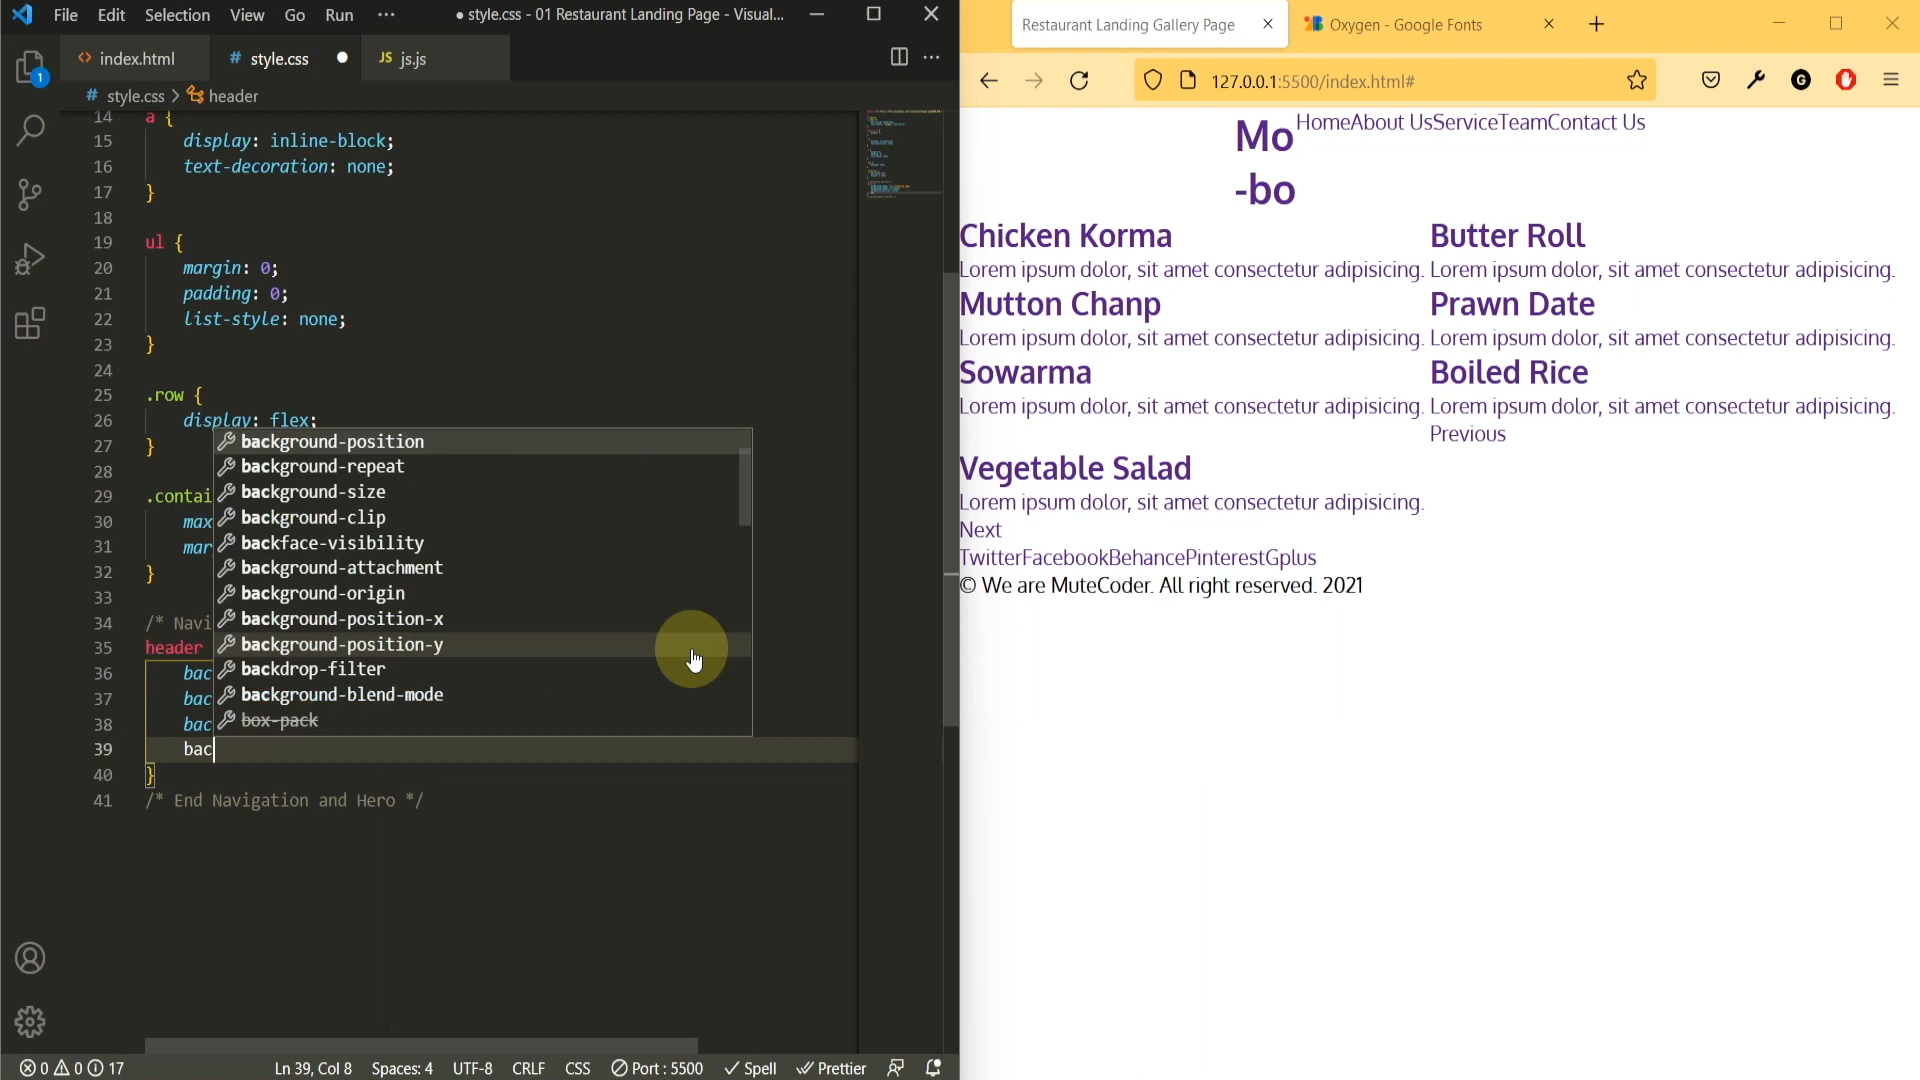 File Edit Selection View Go Run ··· ● style.css - 01 Restaurant Landing Page - Visual...
index.html # style.css JS js.js
# style.css > header
14 a {
15 display: inline-block;
16 text-decoration: none;
17 }
18
19 ul {
20 margin: 0;
21 padding: 0;
22 list-style: none;
23 }
24
25 .row {
26 display: flex;
27 }
28
29 .contai
30 max
31 mar
32 }
33
34 /* Navi
35 header
36 bac
37 bac
38 bac
39 bac
40 }
41 /* End Navigation and Hero */
background-position
background-repeat
background-size
background-clip
backface-visibility
background-attachment
background-origin
background-position-x
background-position-y
backdrop-filter
background-blend-mode
box-pack
1
0 0 17 Ln 39, Col 8 Spaces: 4 UTF-8 CRLF CSS Port : 5500 Spell Prettier
Restaurant Landing Gallery Page Oxygen - Google Fonts
127.0.0.1:5500/index.html#
G
Mo
-bo
HomeAbout UsServiceTeamContact Us
Chicken Korma
Lorem ipsum dolor, sit amet consectetur adipisicing.
Butter Roll
Lorem ipsum dolor, sit amet consectetur adipisicing.
Mutton Chanp
Lorem ipsum dolor, sit amet consectetur adipisicing.
Prawn Date
Lorem ipsum dolor, sit amet consectetur adipisicing.
Sowarma
Lorem ipsum dolor, sit amet consectetur adipisicing.
Boiled Rice
Lorem ipsum dolor, sit amet consectetur adipisicing.
Previous
Vegetable Salad
Lorem ipsum dolor, sit amet consectetur adipisicing.
Next
TwitterFacebookBehancePinterestGplus
© We are MuteCoder. All right reserved. 2021